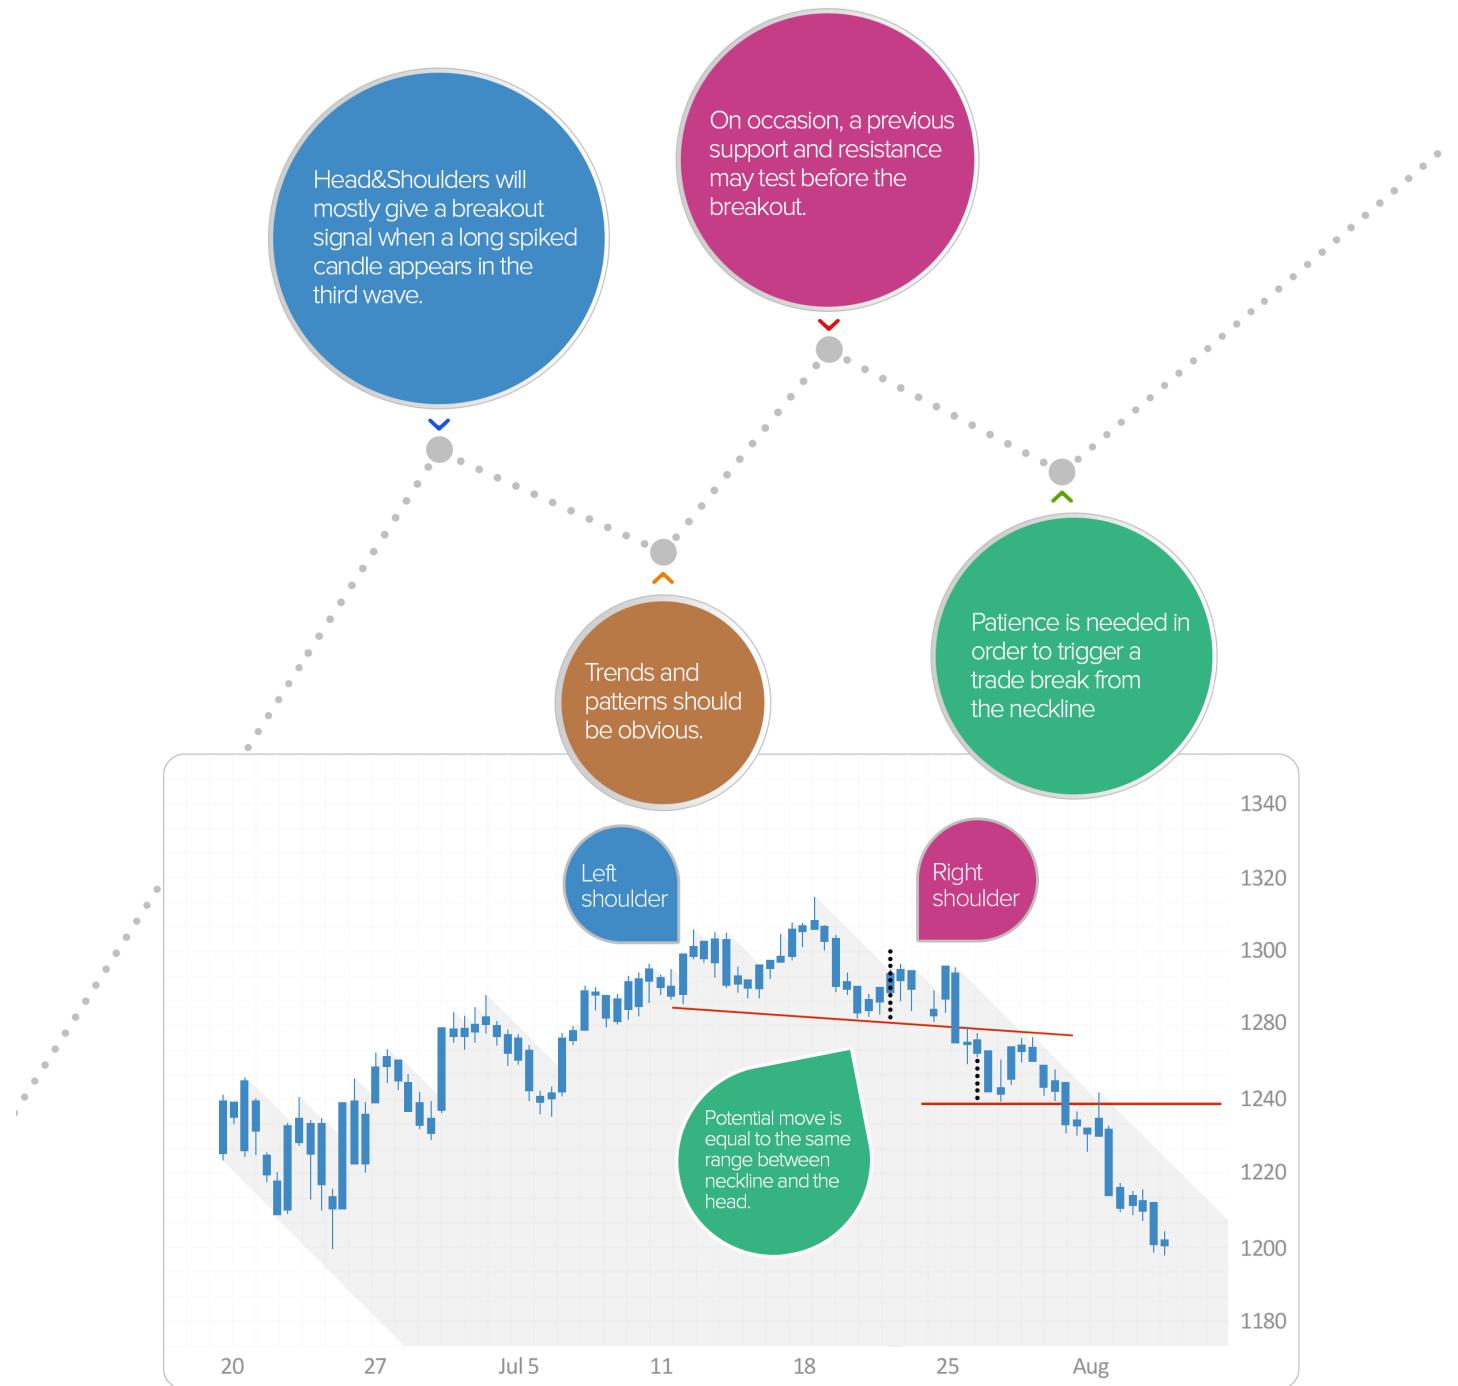 On occasion, a previous
support and resistance
may test before the
breakout.
Head&Shoulders will
mostly give a breakout
signal when a long spiked
candle appears in the
third wave.
Trends and
patterns should
be obvious.
Patience is needed in
order to trigger a
trade break from
the neckline
Left
shoulder
Right
shoulder
Potential move is
equal to the same
range between
neckline and the
head.
1340
1320
1300
1280
1240
1220
1200
1180
20
27
Jul 5
11
18
25
Aug